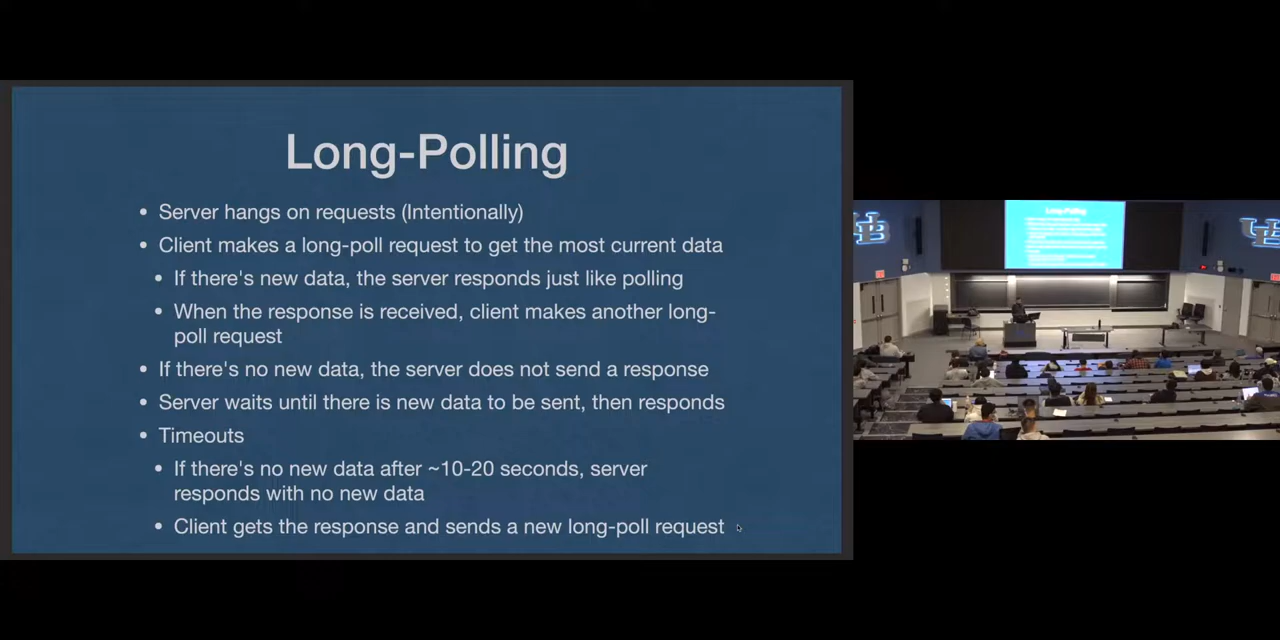 Long-Polling
• Server hangs on requests (Intentionally)
• Client makes a long-poll request to get the most current data
• If there's new data, the server responds just like polling
• When the response is received, client makes another long-
poll request
• If there's no new data, the server does not send a response
• Server waits until there is new data to be sent, then responds
• Timeouts
• If there's no new data after ~10-20 seconds, server
responds with no new data
• Client gets the response and sends a new long-poll request
Long-Polling
UB
UB